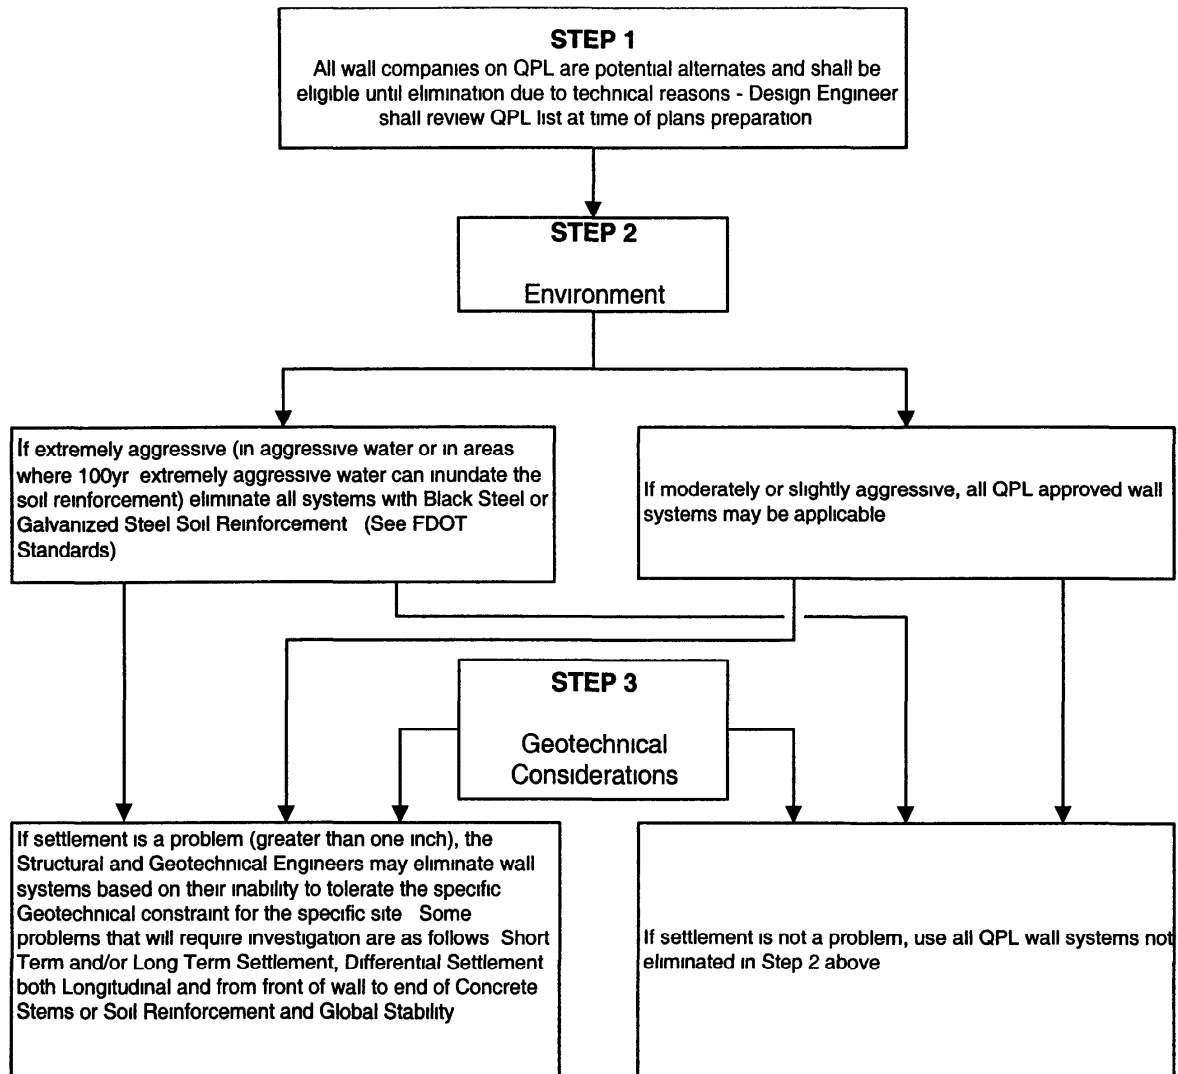 STEP 1
All wall companies on QPL are potential alternates and shall be
eligible until elimination due to technical reasons - Design Engineer
shall review QPL list at time of plans preparation
STEP 2
Environment
If extremely aggressive (in aggressive water or in areas
where 100yr extremely aggressive water can inundate the
soil reinforcement) eliminate all systems with Black Steel or
Galvanized Steel Soil Reinforcement (See FDOT
Standards)
If moderately or slightly aggressive, all QPL approved wall
systems may be applicable
STEP 3
Geotechnical
Considerations
If settlement is a problem (greater than one inch), the
Structural and Geotechnical Engineers may eliminate wall
systems based on their inability to tolerate the specific
Geotechnical constraint for the specific site Some
problems that will require investigation are as follows Short
Term and/or Long Term Settlement, Differential Settlement
both Longitudinal and from front of wall to end of Concrete
Stems or Soil Reinforcement and Global Stability
If settlement is not a problem, use all QPL wall systems not
eliminated in Step 2 above